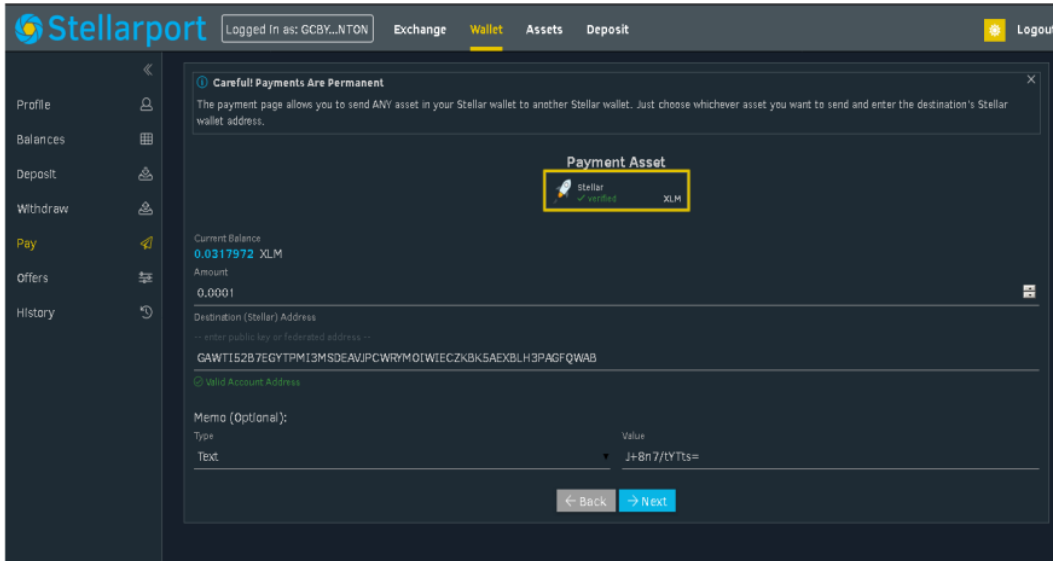 Stellarport
Logged in as: GCBY...NTON
Exchange
Wallet
Assets
Deposit
Logout
Profile
Balances
Deposit
Withdraw
Pay
Offers
History
Careful! Payments Are Permanent
The payment page allows you to send ANY asset in your Stellar wallet to another Stellar wallet. Just choose whichever asset you want to send and enter the destination's Stellar
wallet address.
Payment Asset
Stellar
verified
XLM
Current Balance
0.0317972 XLM
Amount
0.0001
Destination (Stellar) Address
-- enter public key or federated address --
GAWTI52B7EGYTPMI3MSDEAVJPCWRYMOIWIECZKBK5AEXBLH3PAGFQWAB
Valid Account Address
Memo (Optional):
Type
Text
Value
J+8n7/tYTts=
Back
Next